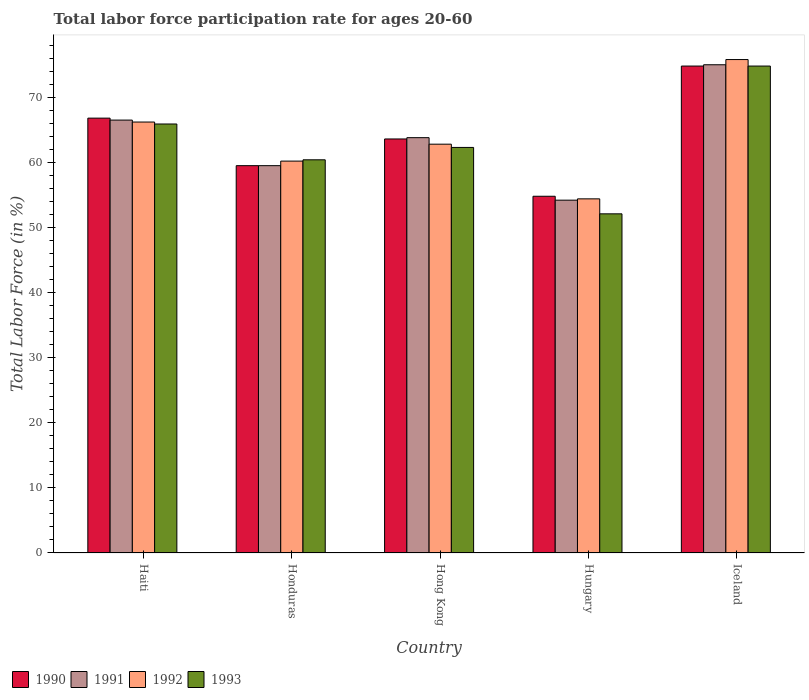 Total labor force participation rate for ages 20-60
Total Labor Force (in %)
70
60
50
40
30
20
10
0
Haiti
Honduras
Hong Kong
Hungary
Iceland
Country
1990
1991
1992
1993